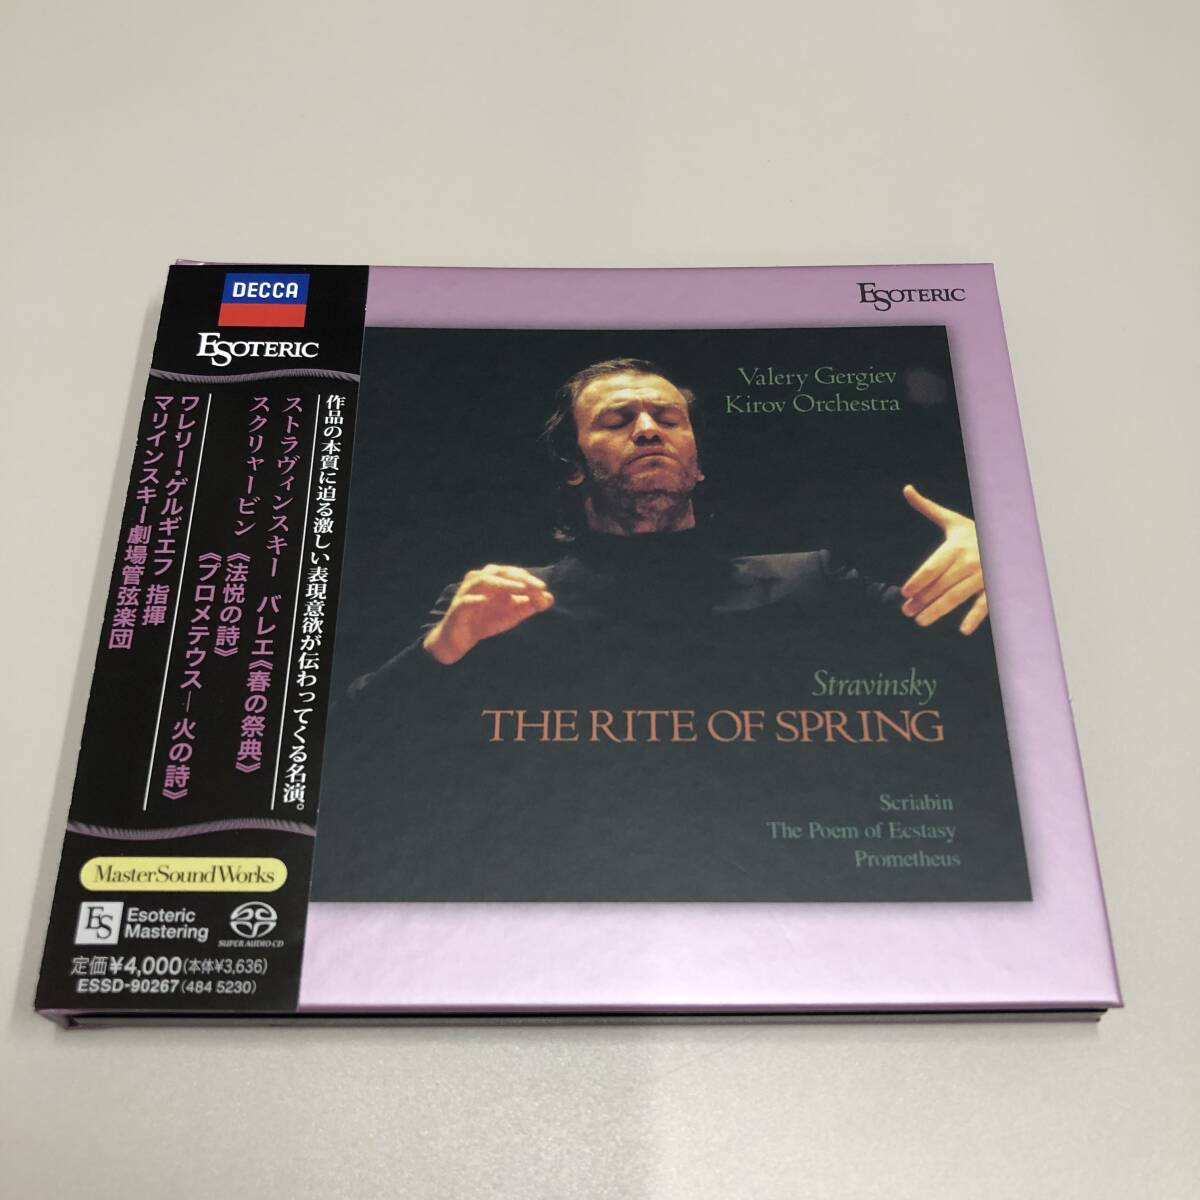 DECCA
ESOTERIC
作品の本質に迫る激しい表現意欲が伝わってくる名演。
ストラヴィンスキー　バレエ《春の祭典》
スクリャービン　《法悦の詩》
《プロメテウス―火の詩》
ワレリー・ゲルギエフ　指揮
マリインスキー劇場管弦楽団
MasterSoundWorks
ES
Esoteric
Mastering
SUPER AUDIO CD
定価¥4,000(本体¥3,636)
ESSD-90267(484 5230)
ESOTERIC
Valery Gergiev
Kirov Orchestra
Stravinsky
THE RITE OF SPRING
Scriabin
The Poem of Ecstasy
Prometheus